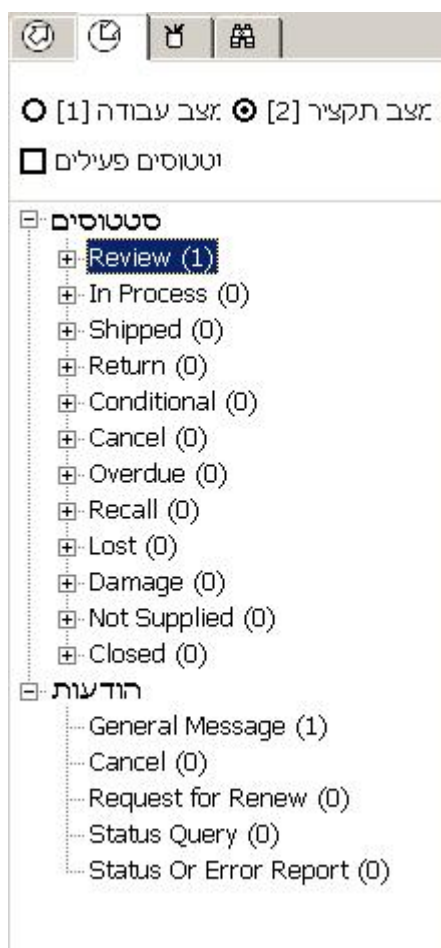 מצב תקציר [2] מצב עבודה [1]
וטטוסים פעילים
סטטוסים
Review (1)
In Process (0)
Shipped (0)
Return (0)
Conditional (0)
Cancel (0)
Overdue (0)
Recall (0)
Lost (0)
Damage (0)
Not Supplied (0)
Closed (0)
הודעות
General Message (1)
Cancel (0)
Request for Renew (0)
Status Query (0)
Status Or Error Report (0)